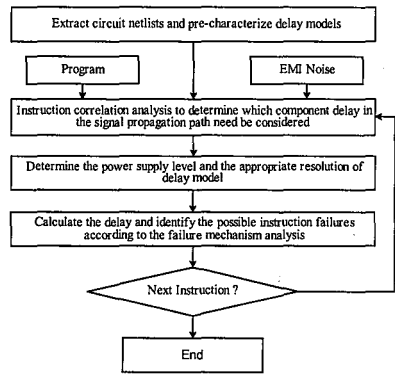 Extract circuit netlists and pre-characterize delay models
Program
EMI Noise
Instruction correlation analysis to determine which component delay in
the signal propagation path need be considered
Determine the power supply level and the appropriate resolution of
delay model
Calculate the delay and identify the possible instruction failures
according to the failure mechanism analysis
Next Instruction ?
End